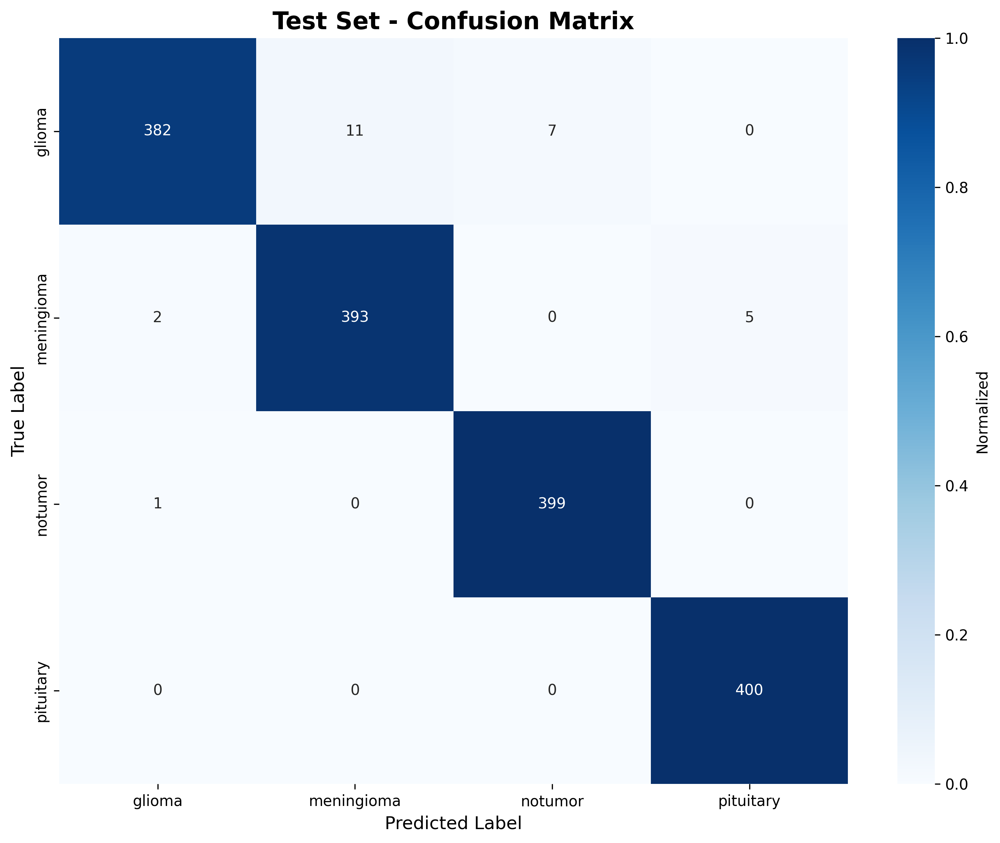 Test Set - Confusion Matrix
1.0
0.8
0.6
0.4
0.2
0.0
Normalized
True Label
glioma
382 11 7 0
meningioma
2 393 0 5
notumor
1 0 399 0
pituitary
0 0 0 400
glioma meningioma notumor pituitary
Predicted Label